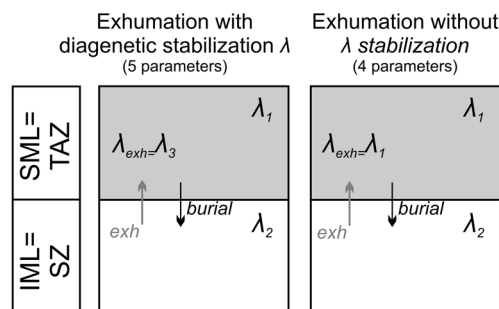 Exhumation with
diagenetic stabilization λ
(5 parameters)
Exhumation without
λ stabilization
(4 parameters)
SML=
TAZ
IML=
SZ
λ1
λexh=λ3
exh
burial
λ2
λ1
λexh=λ1
exh
burial
λ2